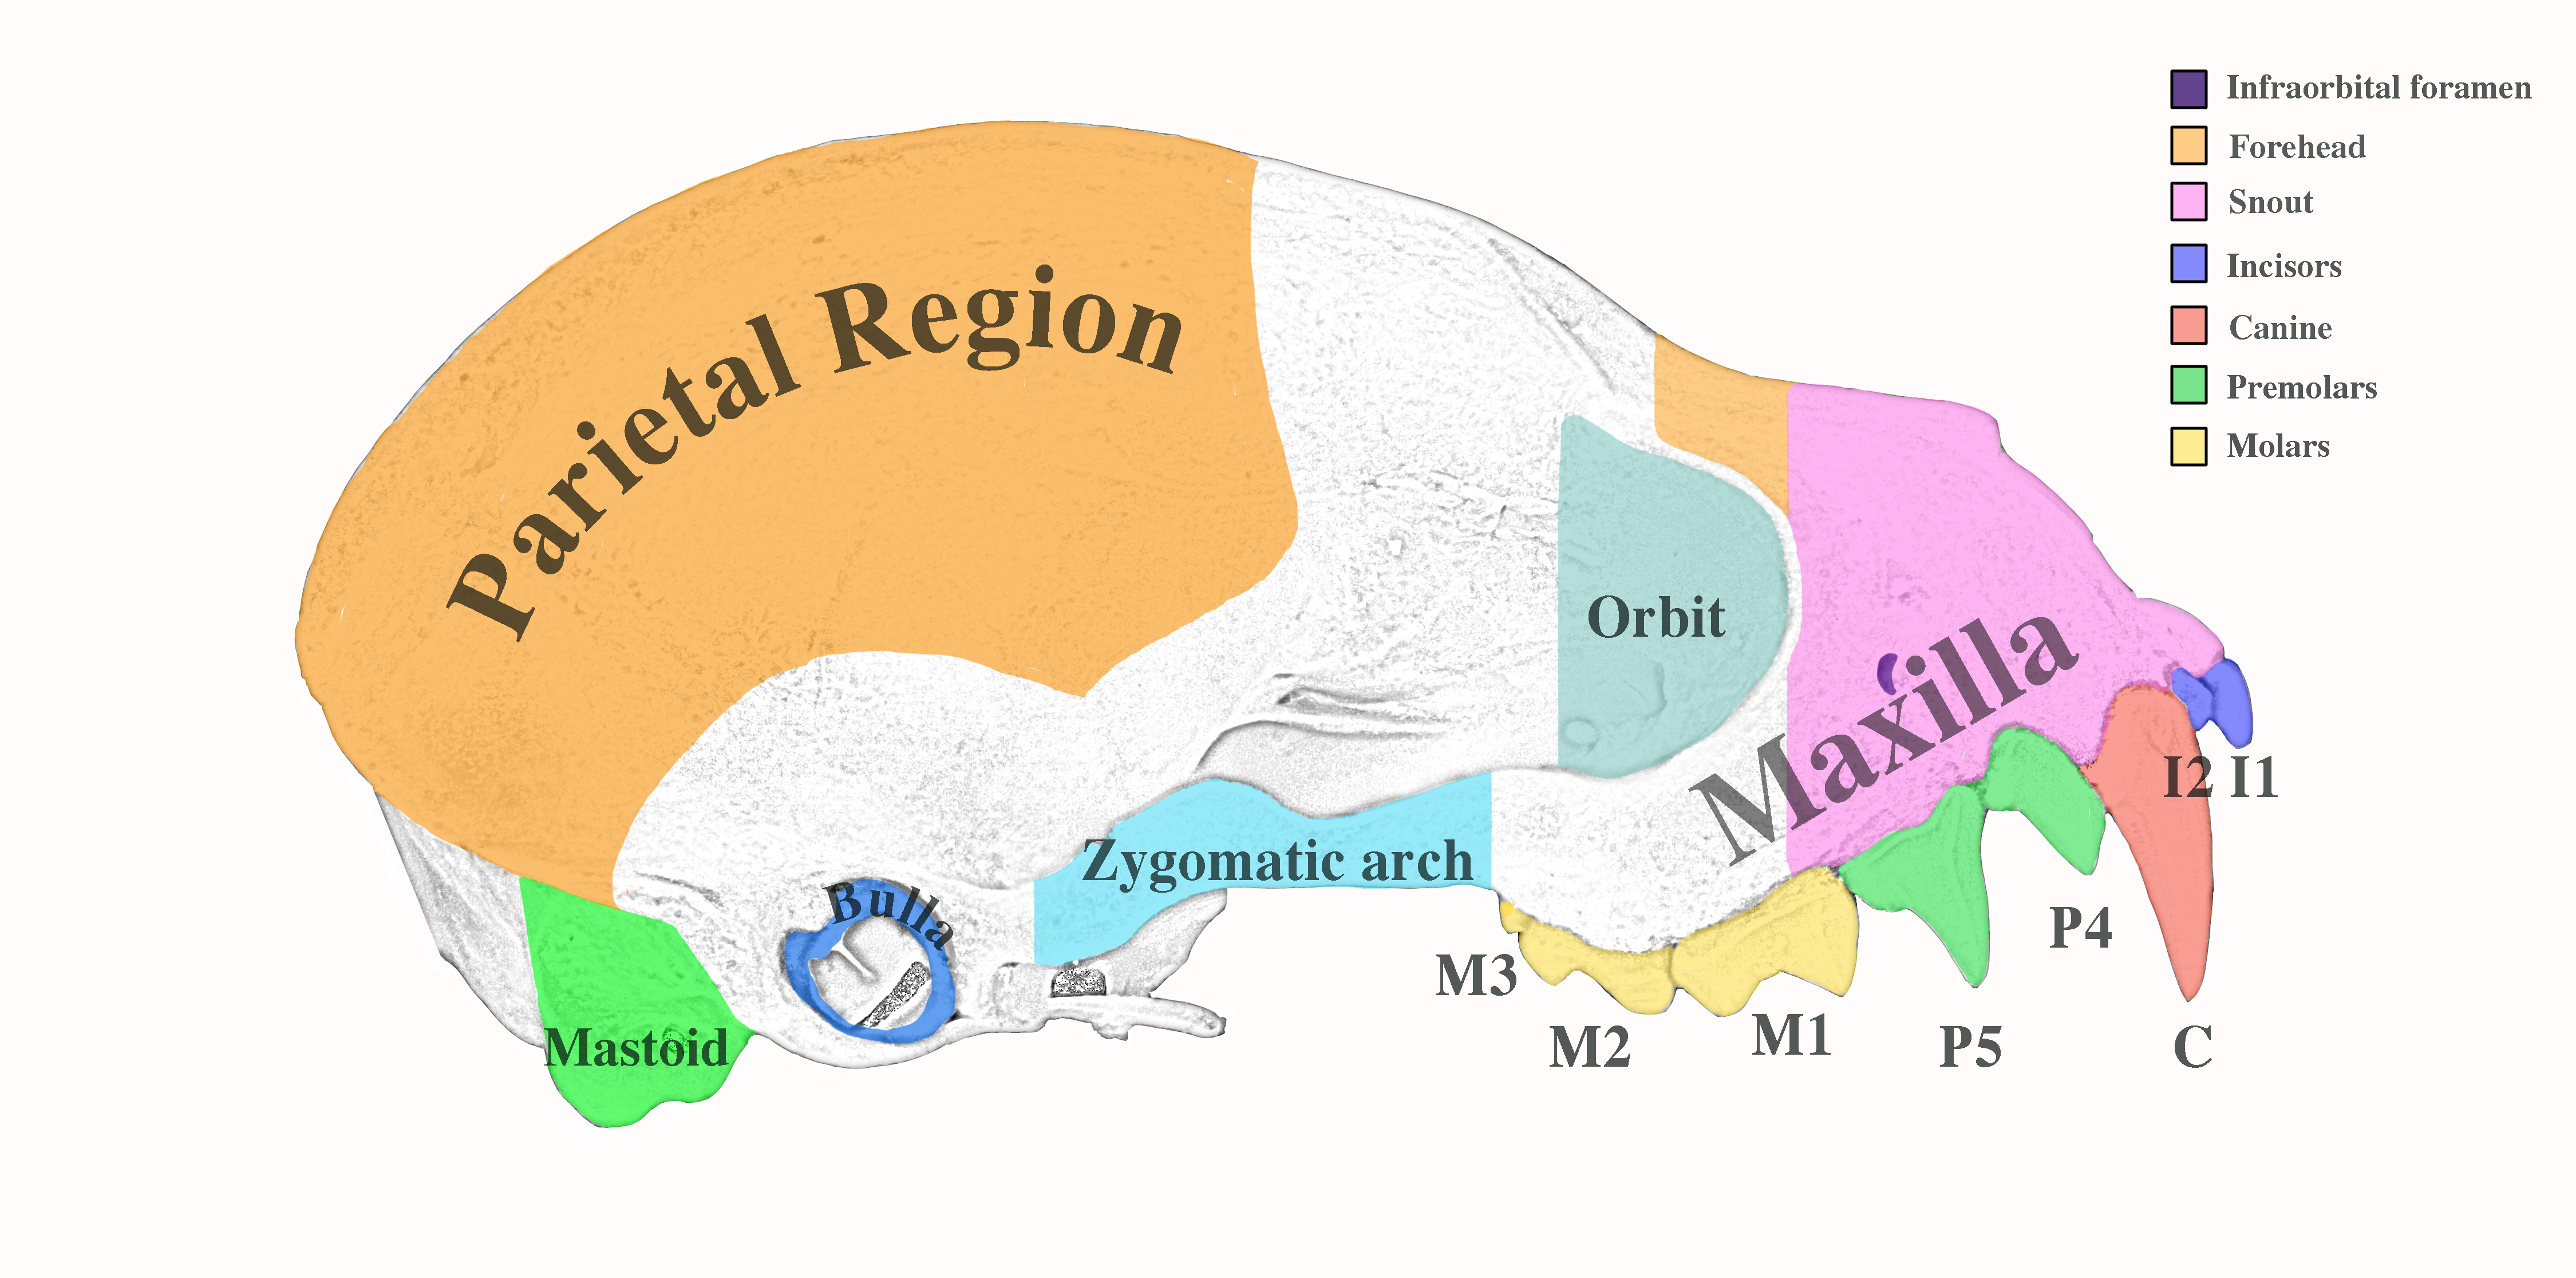 Infraorbital foramen
Forehead
Snout
Incisors
Canine
Premolars
Molars
Parietal Region
Orbit
Maxilla
I2 I1
Zygomatic arch
Bulla
P4
M3
Mastoid
M2
M1
P5
C